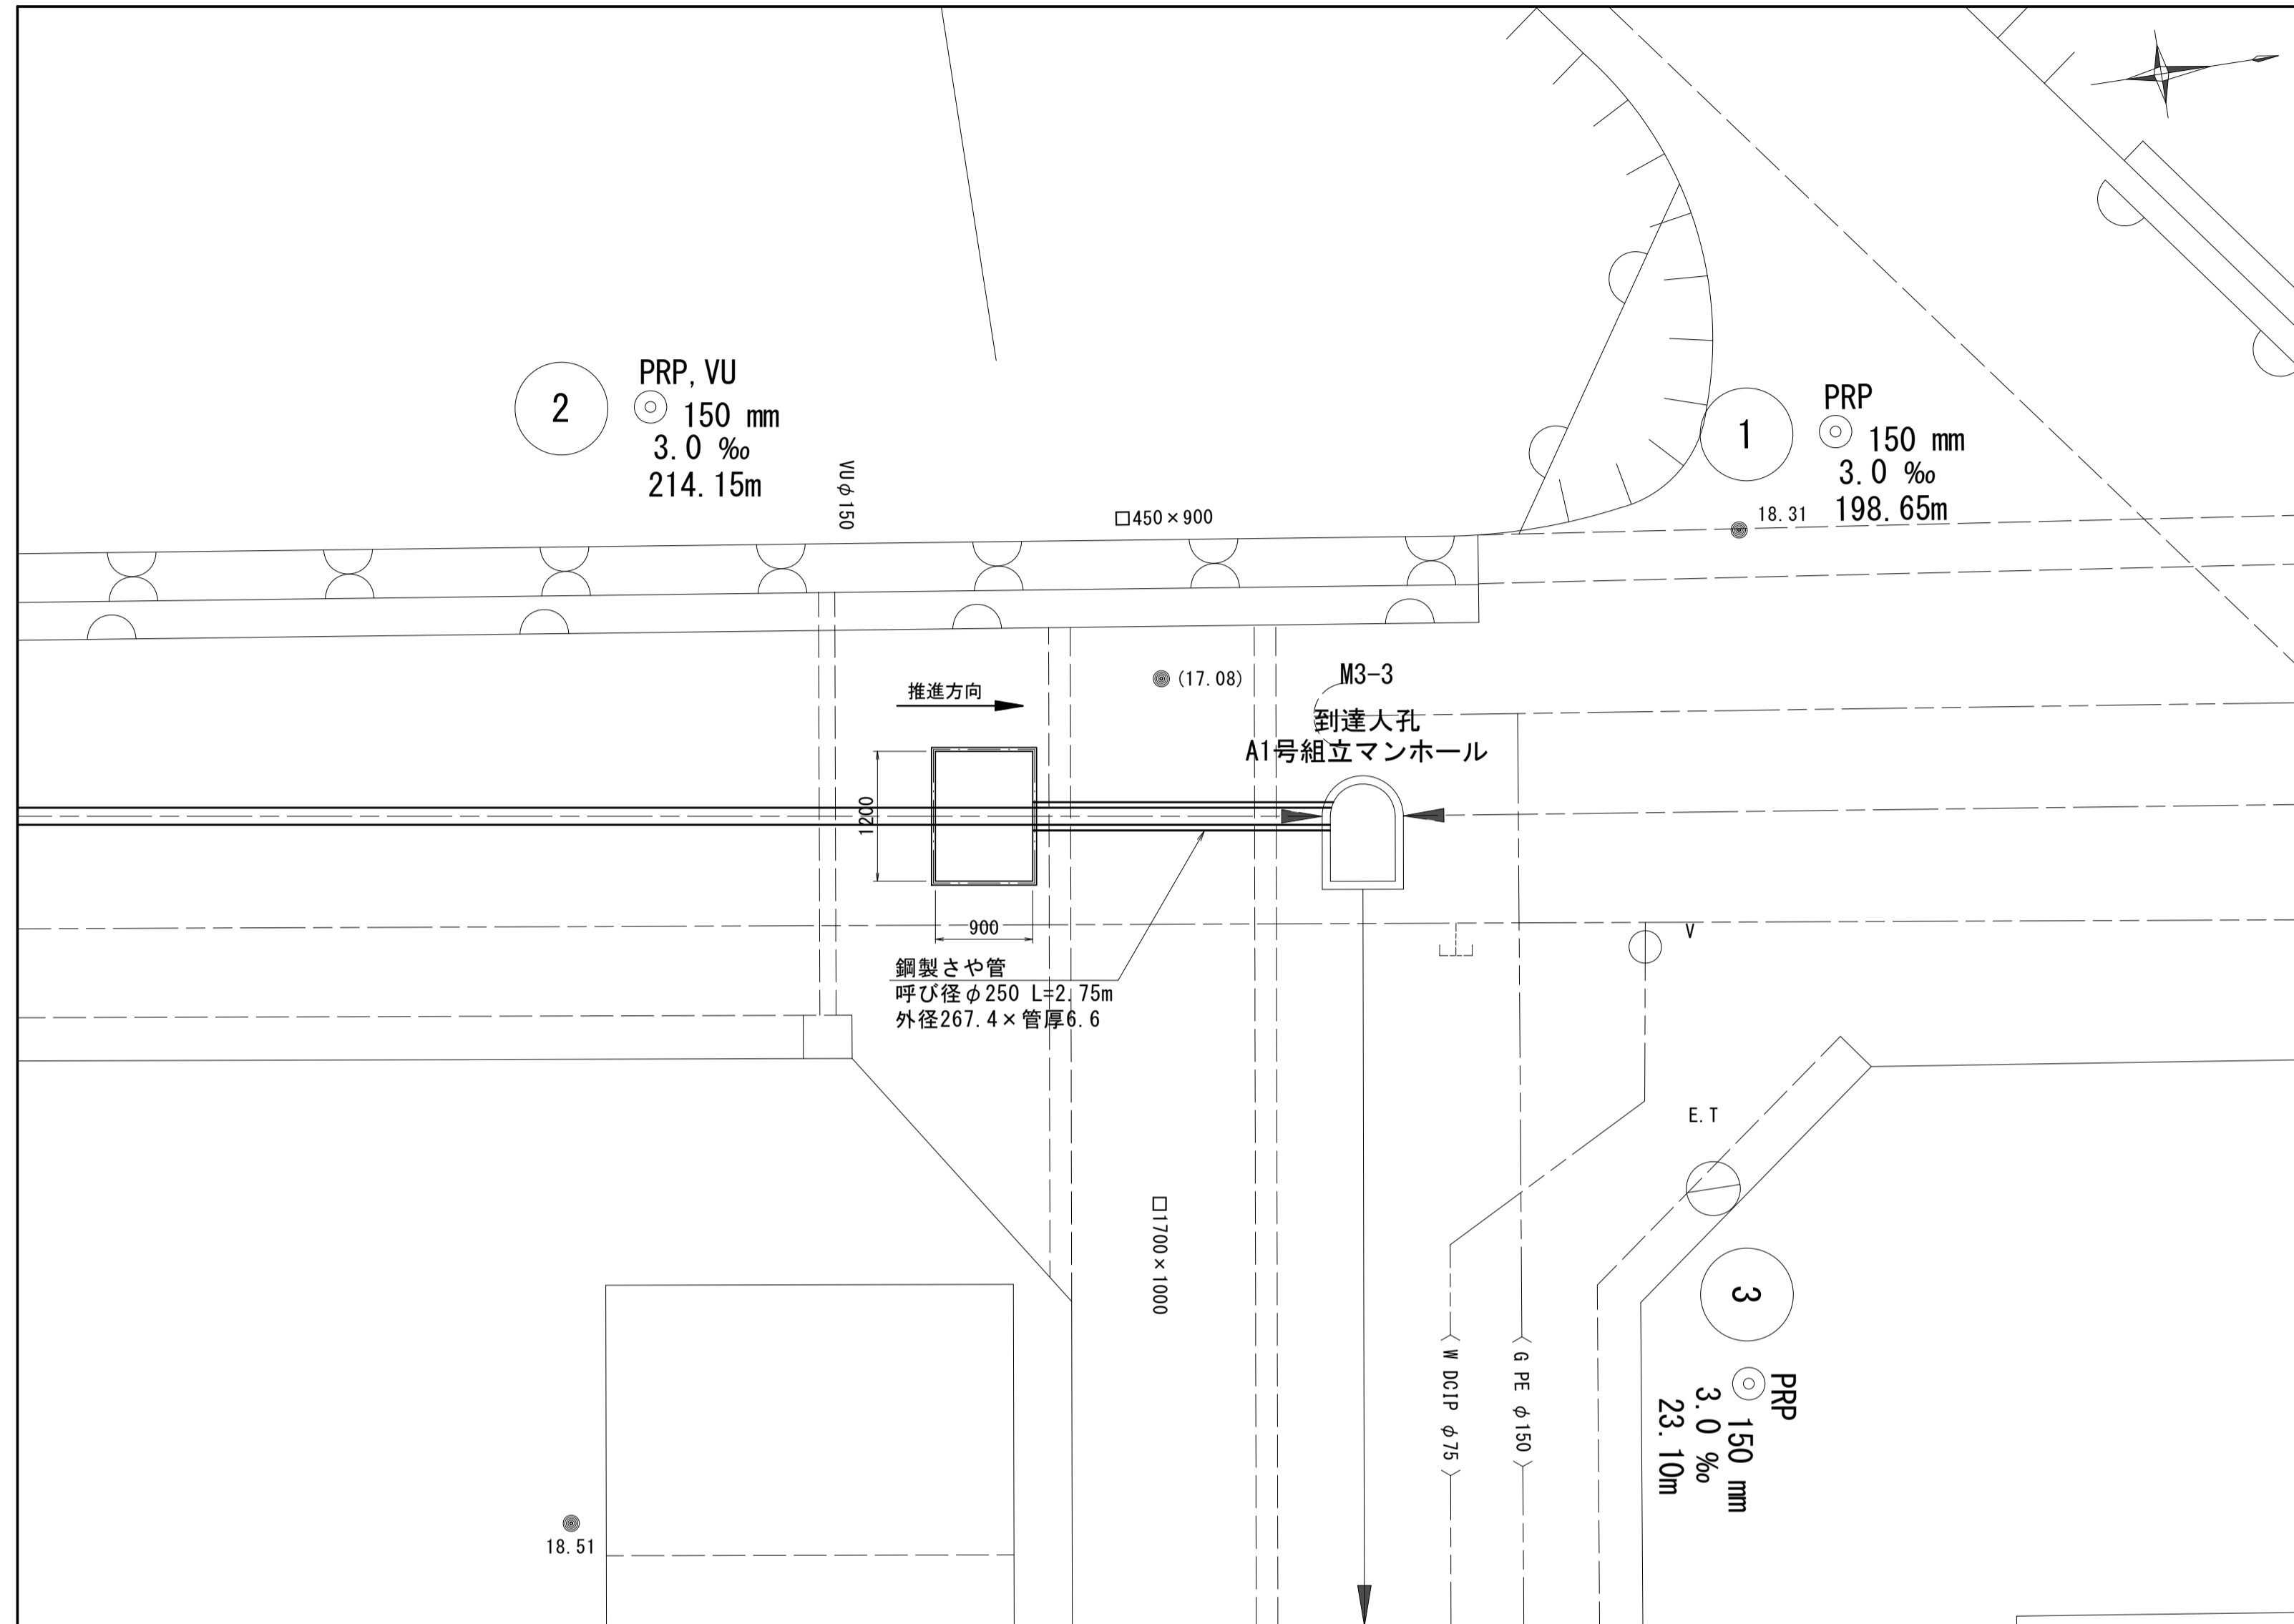 2
PRP, VU
150 mm
3.0 ‰
214.15m
1
PRP
150 mm
3.0 ‰
198.65m
VUφ150
□450×900
18.31
(17.08)
推進方向
M3-3
到達人孔
A1号組立マンホール
1200
900
鋼製さや管
呼び径φ250 L=2.75m
外径267.4×管厚6.6
V
E.T
□1700×1000
W DCIP φ75
G PE φ150
3
PRP
150 mm
3.0 ‰
23.10m
18.51